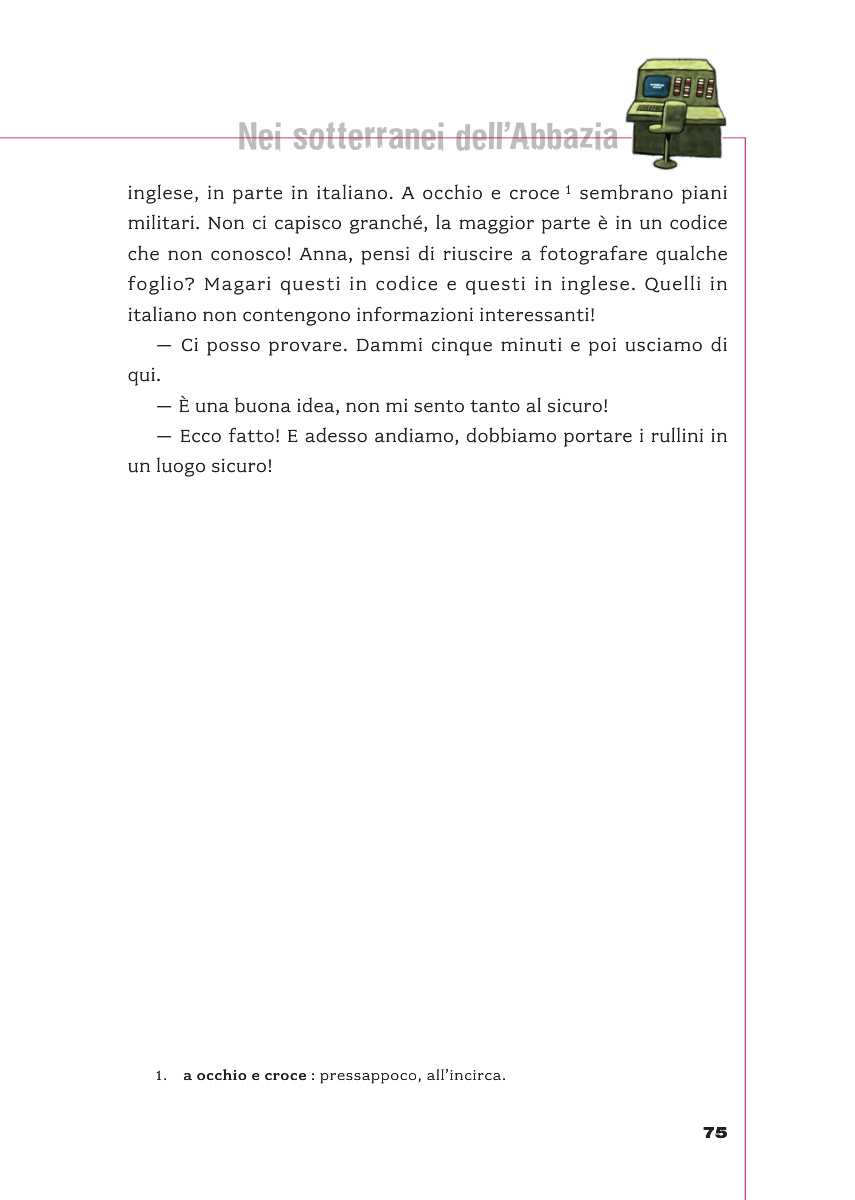 Nei sotterranei dell'Abbazia
inglese, in parte in italiano. A occhio e croce 1 sembrano piani
militari. Non ci capisco granché, la maggior parte è in un codice
che non conosco! Anna, pensi di riuscire a fotografare qualche
foglio? Magari questi in codice e questi in inglese. Quelli in
italiano non contengono informazioni interessanti!
— Ci posso provare. Dammi cinque minuti e poi usciamo di
qui.
— È una buona idea, non mi sento tanto al sicuro!
— Ecco fatto! E adesso andiamo, dobbiamo portare i rullini in
un luogo sicuro!
1. a occhio e croce : pressappoco, all'incirca.
75